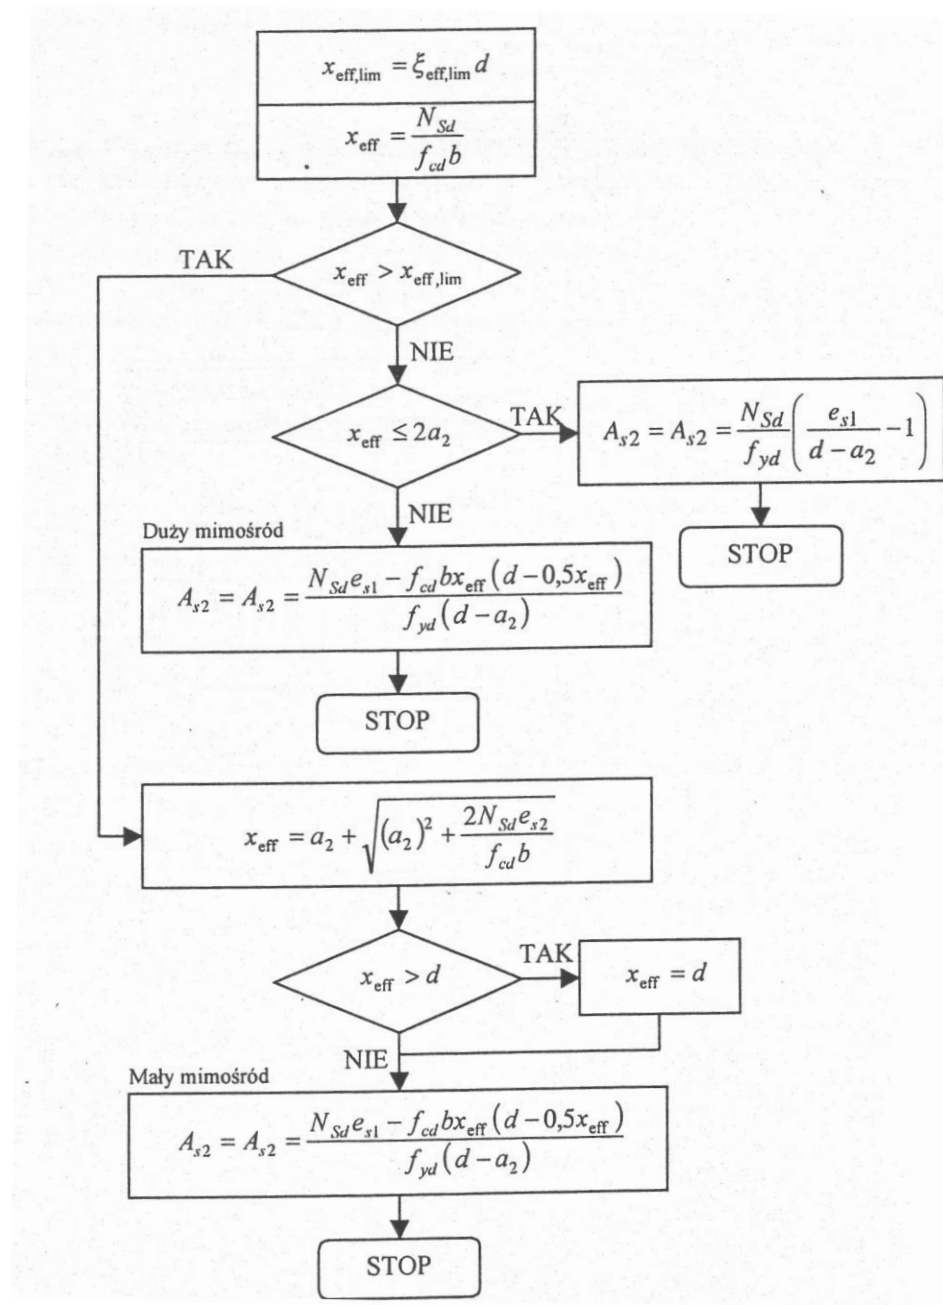 x_eff,lim = ξ_eff,lim d
x_eff = N_Sd / (f_cd b)
TAK
x_eff > x_eff,lim
NIE
x_eff ≤ 2a_2
TAK
A_s2 = A_s2 = N_Sd / f_yd (e_s1 / (d − a_2) − 1)
NIE
STOP
Duży mimośród
A_s2 = A_s2 = (N_Sd e_s1 − f_cd b x_eff (d − 0,5x_eff)) / (f_yd (d − a_2))
STOP
x_eff = a_2 + √((a_2)^2 + 2N_Sd e_s2 / (f_cd b))
x_eff > d
TAK
x_eff = d
NIE
Mały mimośród
A_s2 = A_s2 = (N_Sd e_s1 − f_cd b x_eff (d − 0,5x_eff)) / (f_yd (d − a_2))
STOP